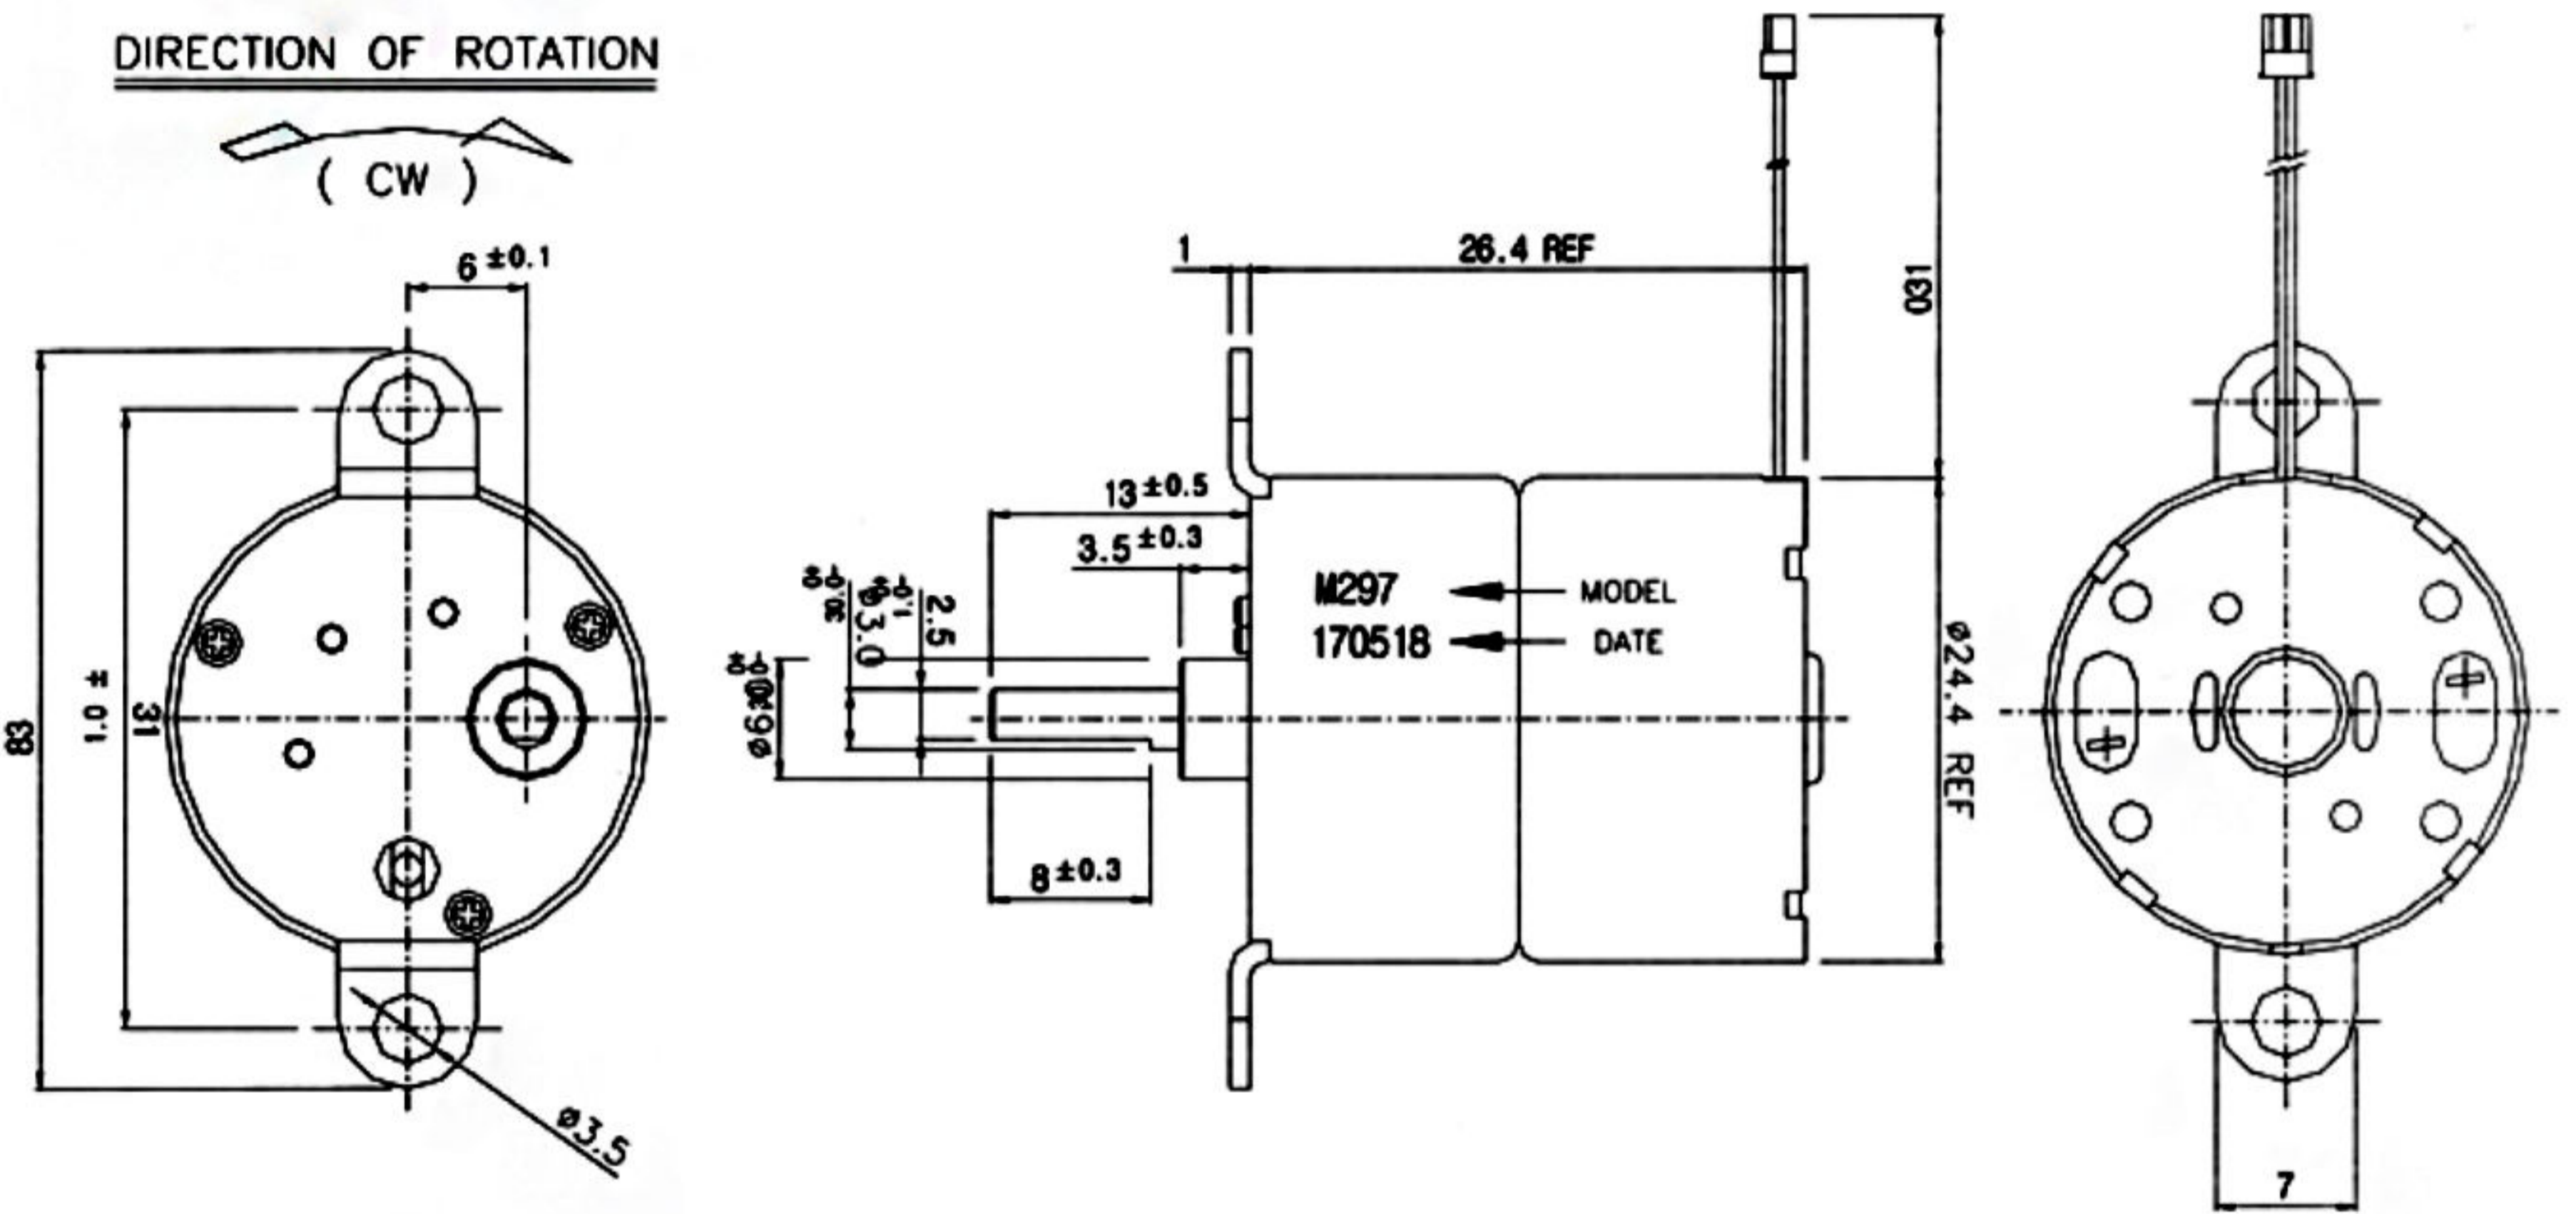 DIRECTION OF ROTATION
( CW )
6 ±0.1
83
31 ± 0.1
ø3.5
1
26.4 REF
031
13 ±0.5
3.5 ±0.3
2.5
ø3.0
8 ±0.3
M297
MODEL
170518
DATE
ø24.4 REF
7